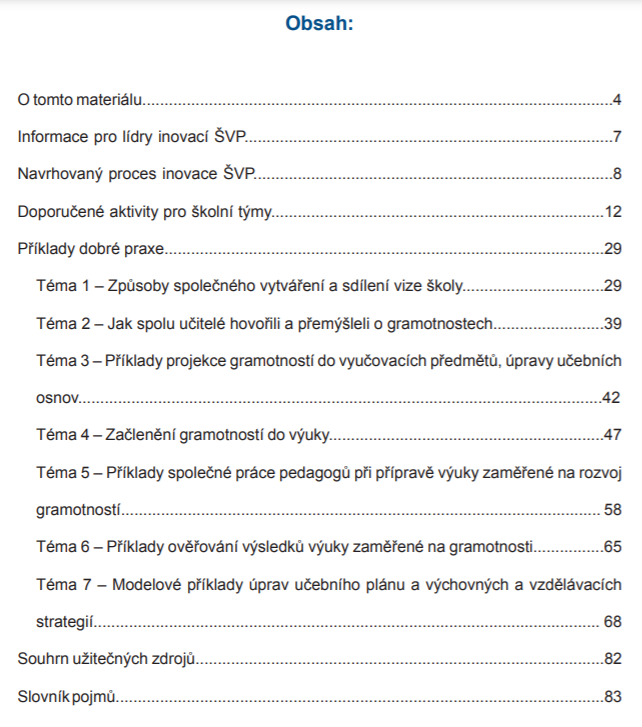 Obsah:
O tomto materiálu....................................................................................................4
Informace pro lídry inovací ŠVP...............................................................................7
Navrhovaný proces inovace ŠVP.............................................................................8
Doporučené aktivity pro školní týmy.......................................................................12
Příklady dobré praxe..............................................................................................29
Téma 1 – Způsoby společného vytváření a sdílení vize školy..............................29
Téma 2 – Jak spolu učitelé hovořili a přemýšleli o gramotnostech.......................39
Téma 3 – Příklady projekce gramotností do vyučovacích předmětů, úpravy učebních
osnov....................................................................................................................42
Téma 4 – Začlenění gramotností do výuky...........................................................47
Téma 5 – Příklady společné práce pedagogů při přípravě výuky zaměřené na rozvoj
gramotností.......................................................................................................... 58
Téma 6 – Příklady ověřování výsledků výuky zaměřené na gramotnosti...............65
Téma 7 – Modelové příklady úprav učebního plánu a výchovných a vzdělávacích
strategií................................................................................................................ 68
Souhrn užitečných zdrojů.......................................................................................82
Slovník pojmů.........................................................................................................83